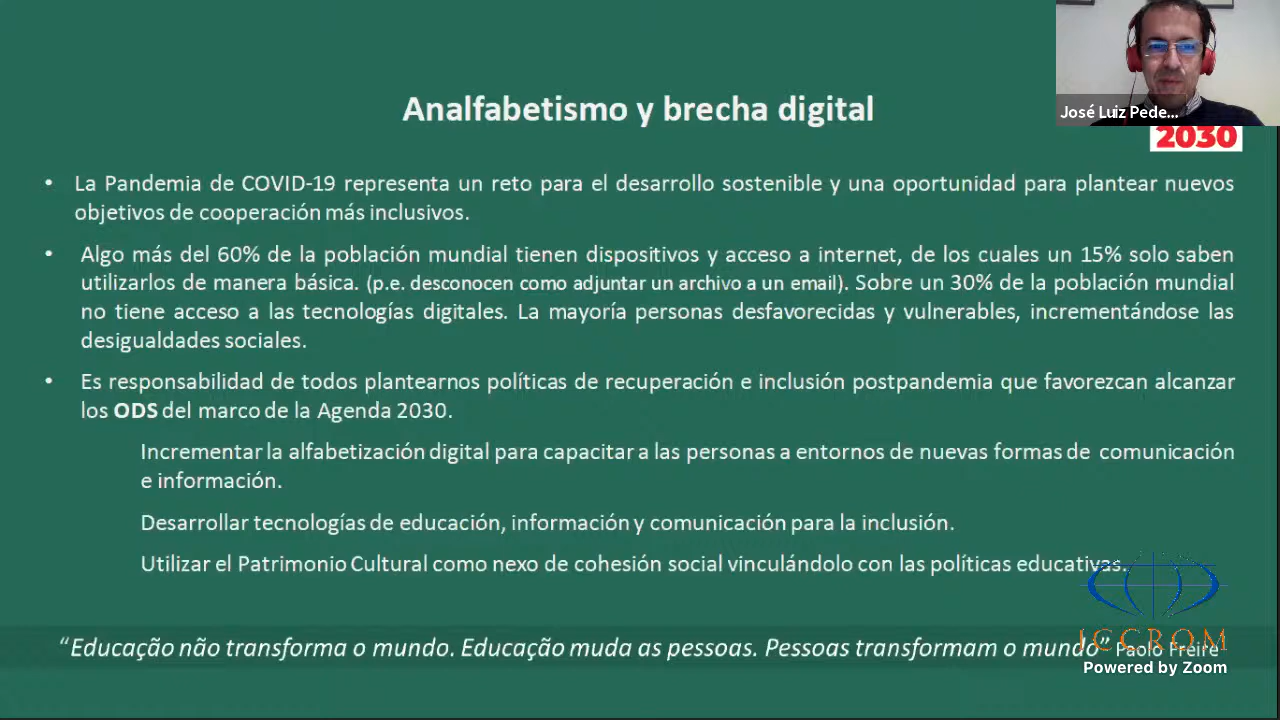 José Luiz Pede...
2030
Analfabetismo y brecha digital
• La Pandemia de COVID-19 representa un reto para el desarrollo sostenible y una oportunidad para plantear nuevos
objetivos de cooperación más inclusivos.
• Algo más del 60% de la población mundial tienen dispositivos y acceso a internet, de los cuales un 15% solo saben
utilizarlos de manera básica. (p.e. desconocen como adjuntar un archivo a un email). Sobre un 30% de la población mundial
no tiene acceso a las tecnologías digitales. La mayoría personas desfavorecidas y vulnerables, incrementándose las
desigualdades sociales.
• Es responsabilidad de todos plantearnos políticas de recuperación e inclusión postpandemia que favorezcan alcanzar
los ODS del marco de la Agenda 2030.
Incrementar la alfabetización digital para capacitar a las personas a entornos de nuevas formas de comunicación
e información.
Desarrollar tecnologías de educación, información y comunicación para la inclusión.
Utilizar el Patrimonio Cultural como nexo de cohesión social vinculándolo con las políticas educativas.
“Educação não transforma o mundo. Educação muda as pessoas. Pessoas transformam o mundo” Paolo Freire
ICCROM
Powered by Zoom